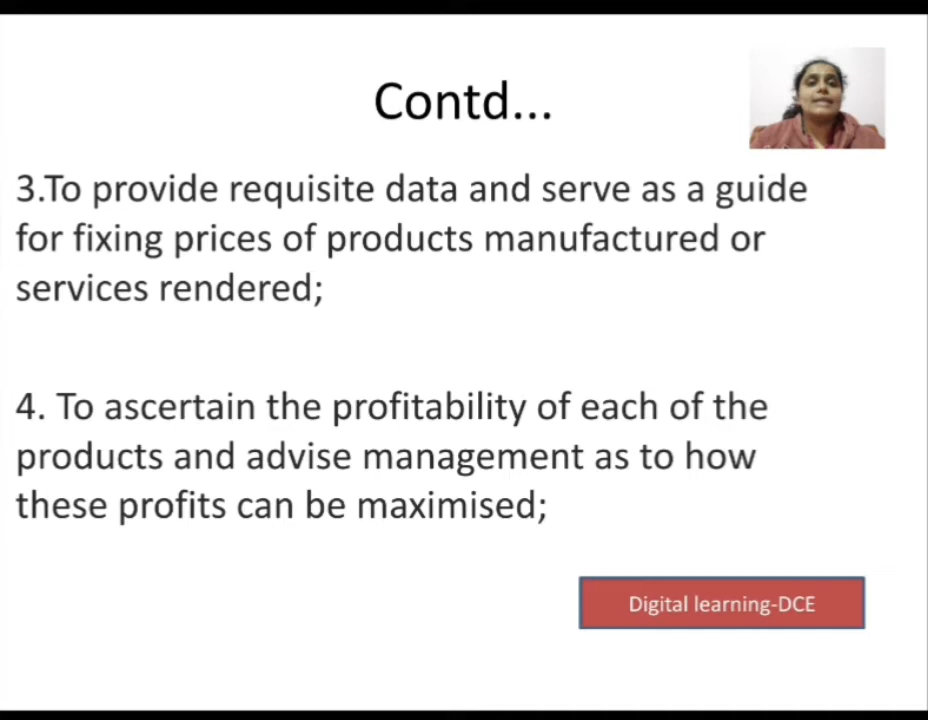 Contd...
3.To provide requisite data and serve as a guide
for fixing prices of products manufactured or
services rendered;
4. To ascertain the profitability of each of the
products and advise management as to how
these profits can be maximised;
Digital learning-DCE